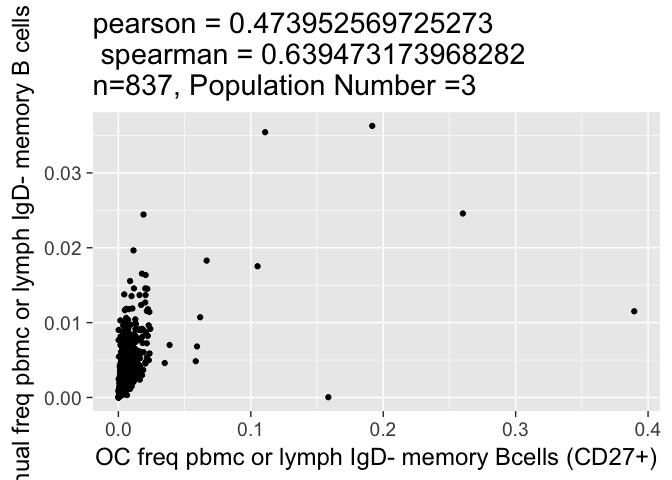 pearson = 0.473952569725273
spearman = 0.639473173968282
n=837, Population Number =3
freq pbmc or lymph IgD- memory B cells
0.03
0.02
0.01
0.00
0.0 0.1 0.2 0.3 0.4
OC freq pbmc or lymph IgD- memory Bcells (CD27+)